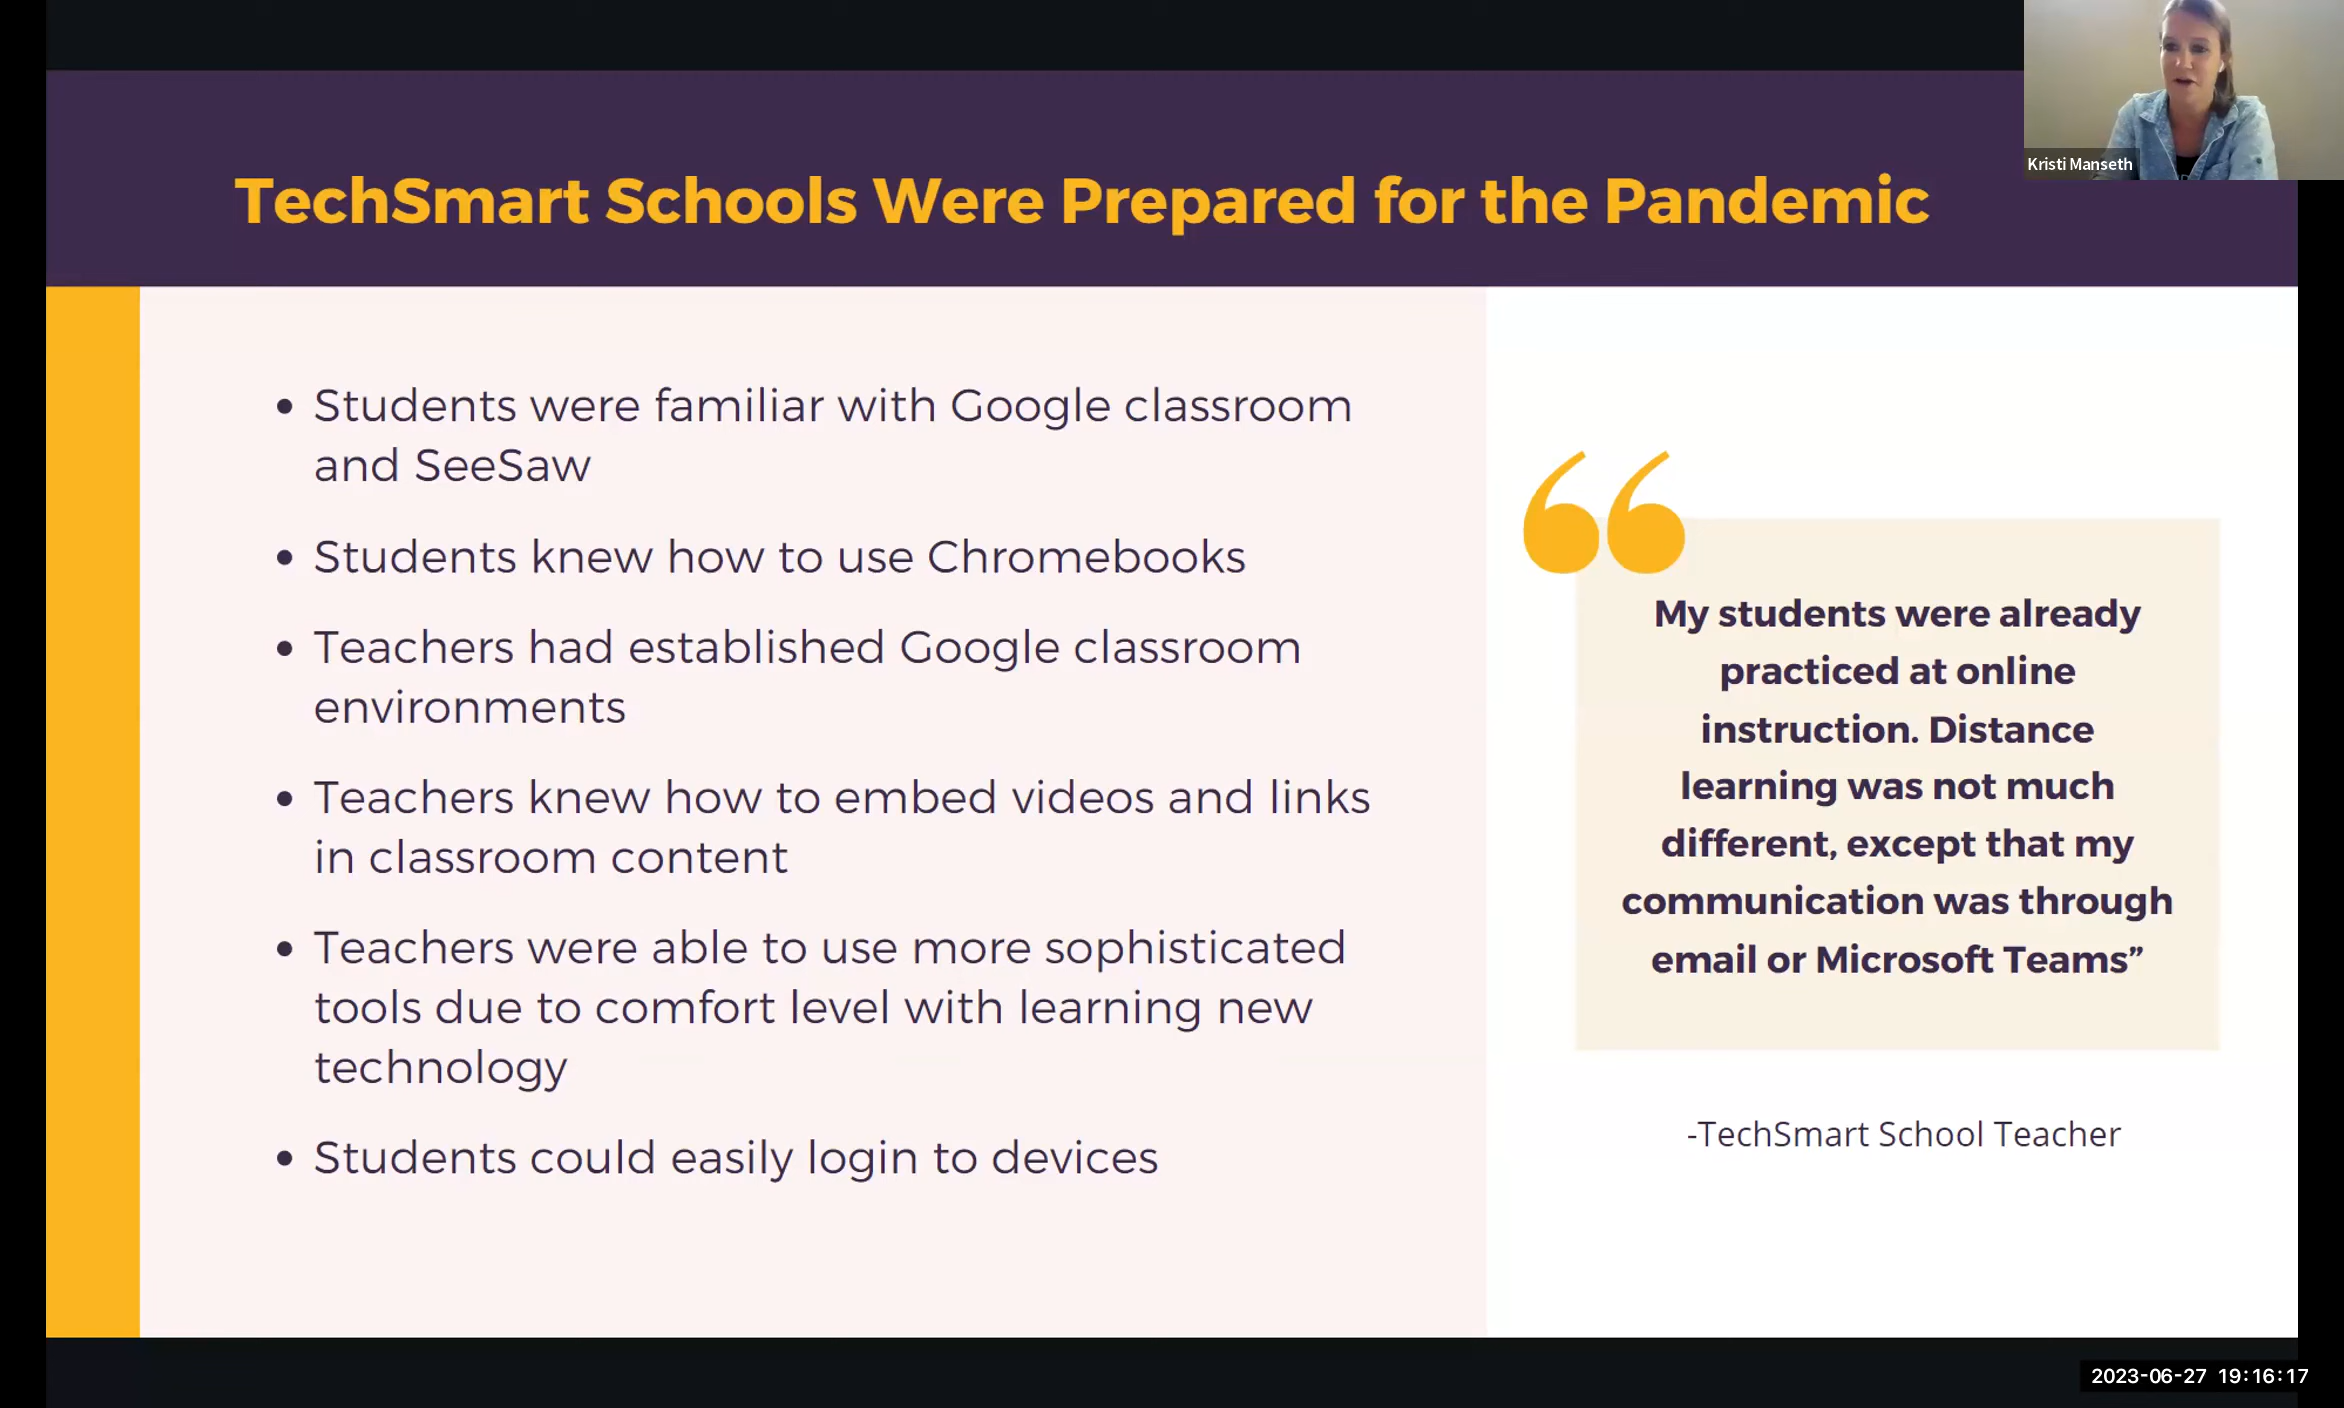 Kristi Manseth
TechSmart Schools Were Prepared for the Pandemic
• Students were familiar with Google classroom
and SeeSaw
• Students knew how to use Chromebooks
• Teachers had established Google classroom
environments
• Teachers knew how to embed videos and links
in classroom content
• Teachers were able to use more sophisticated
tools due to comfort level with learning new
technology
• Students could easily login to devices
“
My students were already
practiced at online
instruction. Distance
learning was not much
different, except that my
communication was through
email or Microsoft Teams”
-TechSmart School Teacher
2023-06-27 19:16:17